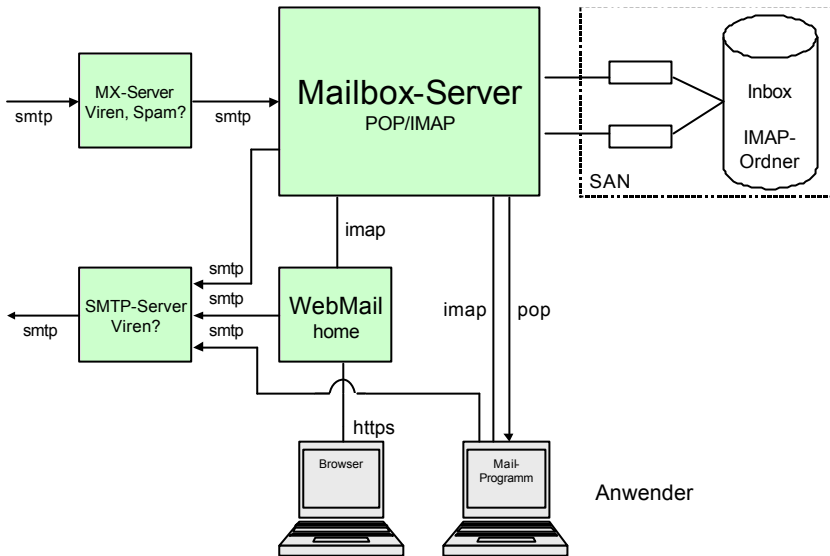 MX-Server
Viren, Spam?
smtp
smtp
Mailbox-Server
POP/IMAP
Inbox
IMAP-
Ordner
SAN
imap
smtp
SMTP-Server
Viren?
smtp
smtp
smtp
WebMail
home
imap
pop
https
Browser
Mail-
Programm
Anwender